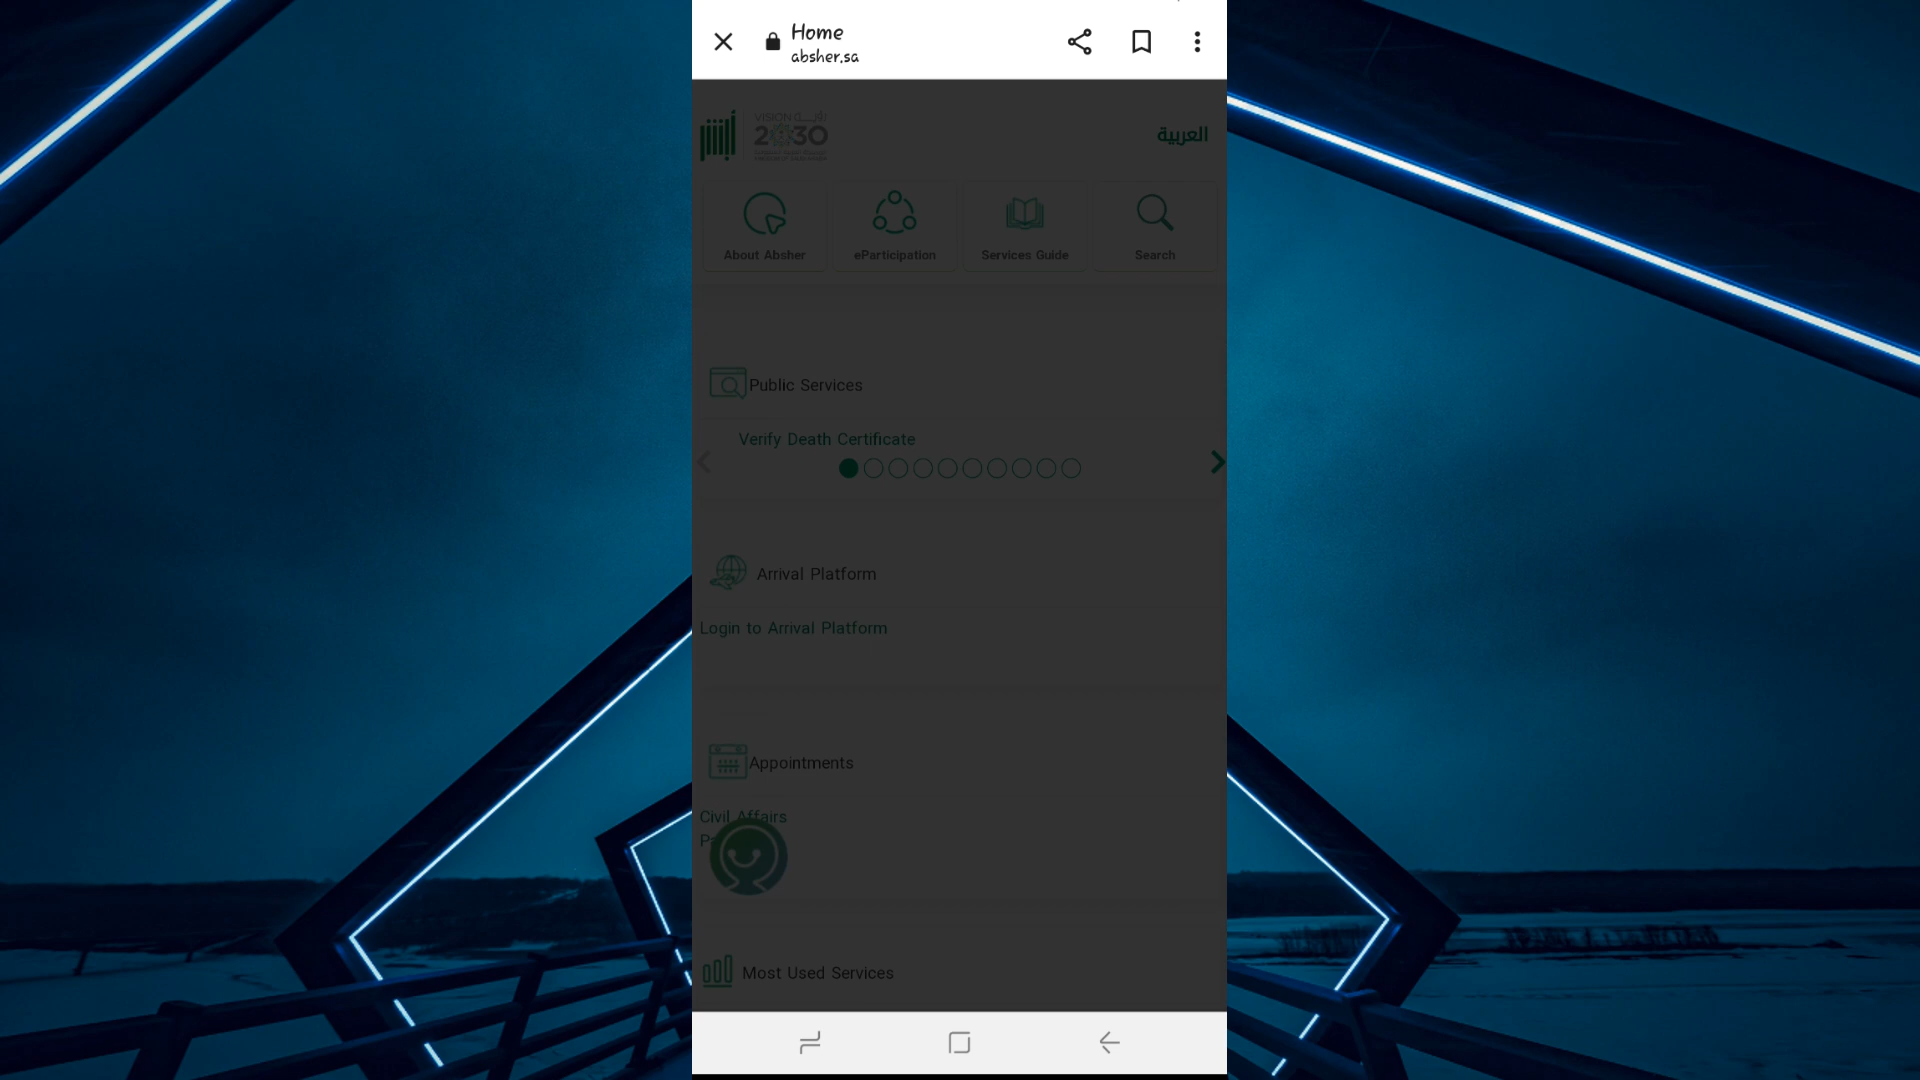 Home
absher.sa
VISION رؤية
2030
العربية
About Absher
eParticipation
Services Guide
Search
Public Services
Verify Death Certificate
Arrival Platform
Login to Arrival Platform
Appointments
Civil Affairs
Most Used Services